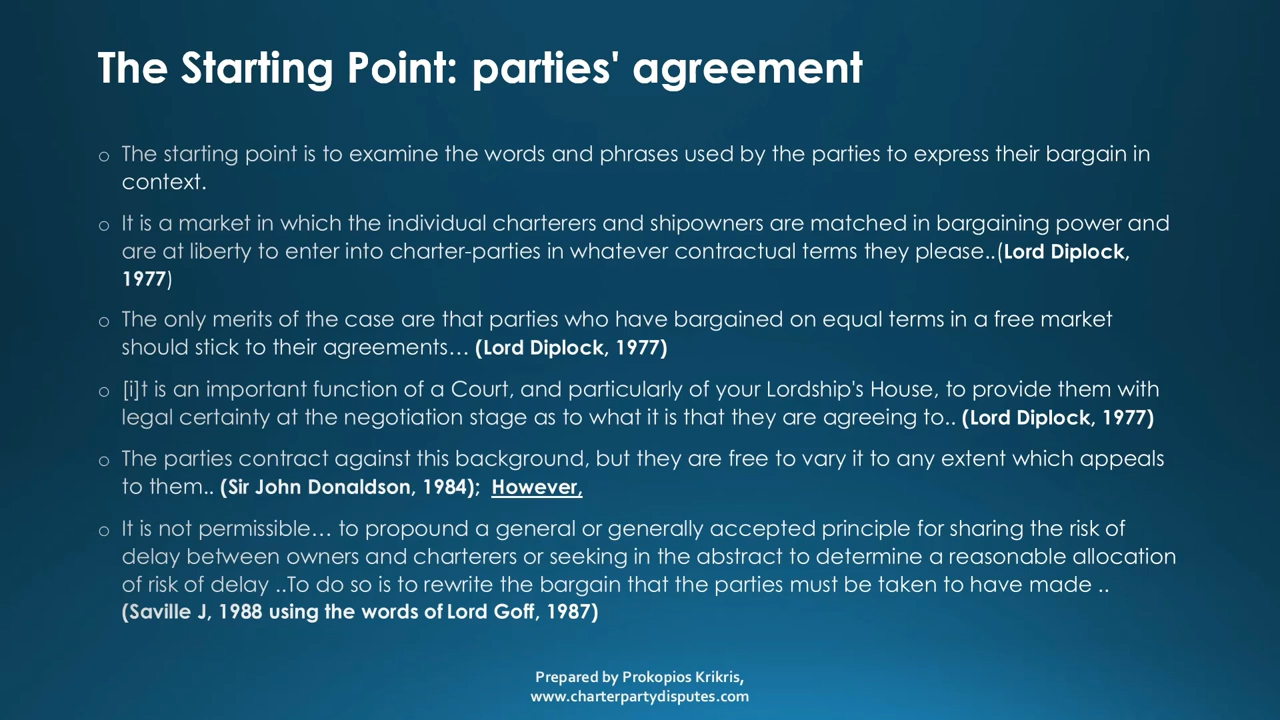 The Starting Point: parties' agreement
o The starting point is to examine the words and phrases used by the parties to express their bargain in
context.
o It is a market in which the individual charterers and shipowners are matched in bargaining power and
are at liberty to enter into charter-parties in whatever contractual terms they please..(Lord Diplock,
1977)
o The only merits of the case are that parties who have bargained on equal terms in a free market
should stick to their agreements… (Lord Diplock, 1977)
o [i]t is an important function of a Court, and particularly of your Lordship's House, to provide them with
legal certainty at the negotiation stage as to what it is that they are agreeing to.. (Lord Diplock, 1977)
o The parties contract against this background, but they are free to vary it to any extent which appeals
to them.. (Sir John Donaldson, 1984); However,
o It is not permissible… to propound a general or generally accepted principle for sharing the risk of
delay between owners and charterers or seeking in the abstract to determine a reasonable allocation
of risk of delay ..To do so is to rewrite the bargain that the parties must be taken to have made ..
(Saville J, 1988 using the words of Lord Goff, 1987)
Prepared by Prokopios Krikris,
www.charterpartydisputes.com